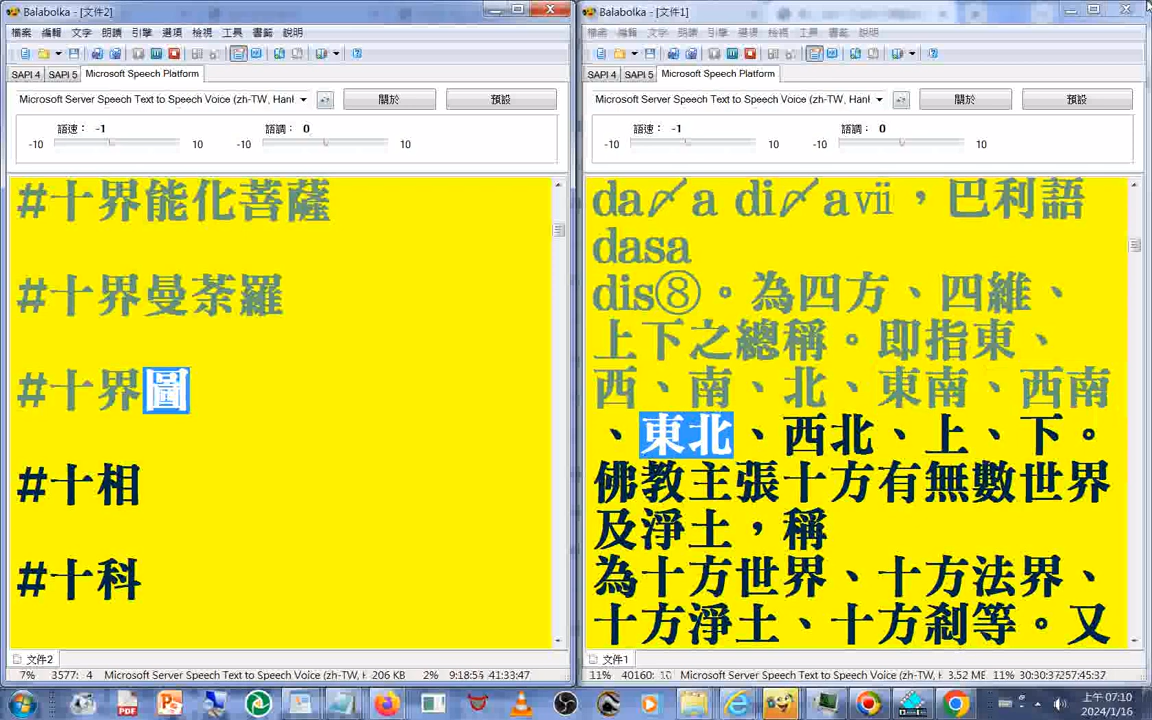 Balabolka - [文件2]
檔案 編輯 文字 朗讀 引擎 選項 檢視 工具 書籤 說明
SAPI 4 SAPI 5 Microsoft Speech Platform
Microsoft Server Speech Text to Speech Voice (zh-TW, Hanl
關於 預設
語速： -1 語調： 0
-10 10 -10 10
#十界能化菩薩
#十界曼荼羅
#十界圖
#十相
#十科
文件2
7% 3577: 4 Microsoft Server Speech Text to Speech Voice (zh-TW, H 206 KB 2% 9:18:55 41:33:47
Balabolka - [文件1]
檔案 編輯 文字 朗讀 引擎 選項 檢視 工具 書籤 說明
SAPI 4 SAPI 5 Microsoft Speech Platform
Microsoft Server Speech Text to Speech Voice (zh-TW, Hanl
關於 預設
語速： -1 語調： 0
-10 10 -10 10
da〆a di〆aⅶ，巴利語
dasa
dis⑧。為四方、四維、
上下之總稱。即指東、
西、南、北、東南、西南
、東北、西北、上、下。
佛教主張十方有無數世界
及淨土，稱
為十方世界、十方法界、
十方淨土、十方剎等。又
文件1
11% 40160: Microsoft Server Speech Text to Speech Voice (zh-TW, H 3.52 ME 11% 30:30:37 257:45:37
上午 07:10
2024/1/16